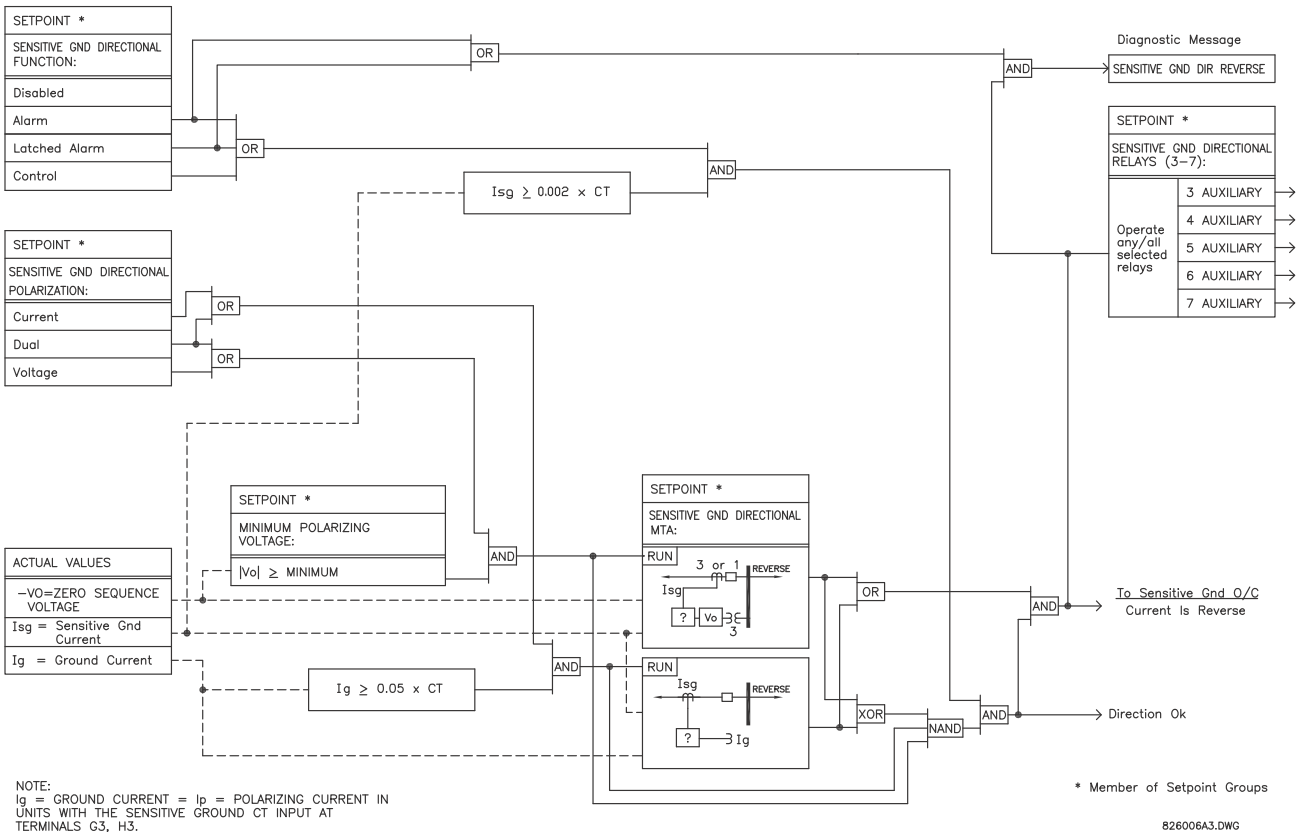 SETPOINT *
SENSITIVE GND DIRECTIONAL
FUNCTION:
Disabled
Alarm
Latched Alarm
Control
OR
OR
Isg ≥ 0.002 x CT
AND
AND
Diagnostic Message
SENSITIVE GND DIR REVERSE
SETPOINT *
SENSITIVE GND DIRECTIONAL
RELAYS (3-7):
Operate
any/all
selected
relays
3 AUXILIARY
4 AUXILIARY
5 AUXILIARY
6 AUXILIARY
7 AUXILIARY
SETPOINT *
SENSITIVE GND DIRECTIONAL
POLARIZATION:
Current
Dual
Voltage
OR
OR
SETPOINT *
MINIMUM POLARIZING
VOLTAGE:
|Vo| ≥ MINIMUM
AND
SETPOINT *
SENSITIVE GND DIRECTIONAL
MTA:
RUN
3 or 1
REVERSE
Isg
?
Vo
3
OR
ACTUAL VALUES
-VO=ZERO SEQUENCE
VOLTAGE
Isg = Sensitive Gnd
Current
Ig = Ground Current
Ig ≥ 0.05 x CT
AND
RUN
Isg
REVERSE
?
Ig
XOR
NAND
AND
AND
To Sensitive Gnd O/C
Current Is Reverse
Direction Ok
NOTE:
Ig = GROUND CURRENT = Ip = POLARIZING CURRENT IN
UNITS WITH THE SENSITIVE GROUND CT INPUT AT
TERMINALS G3, H3.
* Member of Setpoint Groups
826006A3.DWG